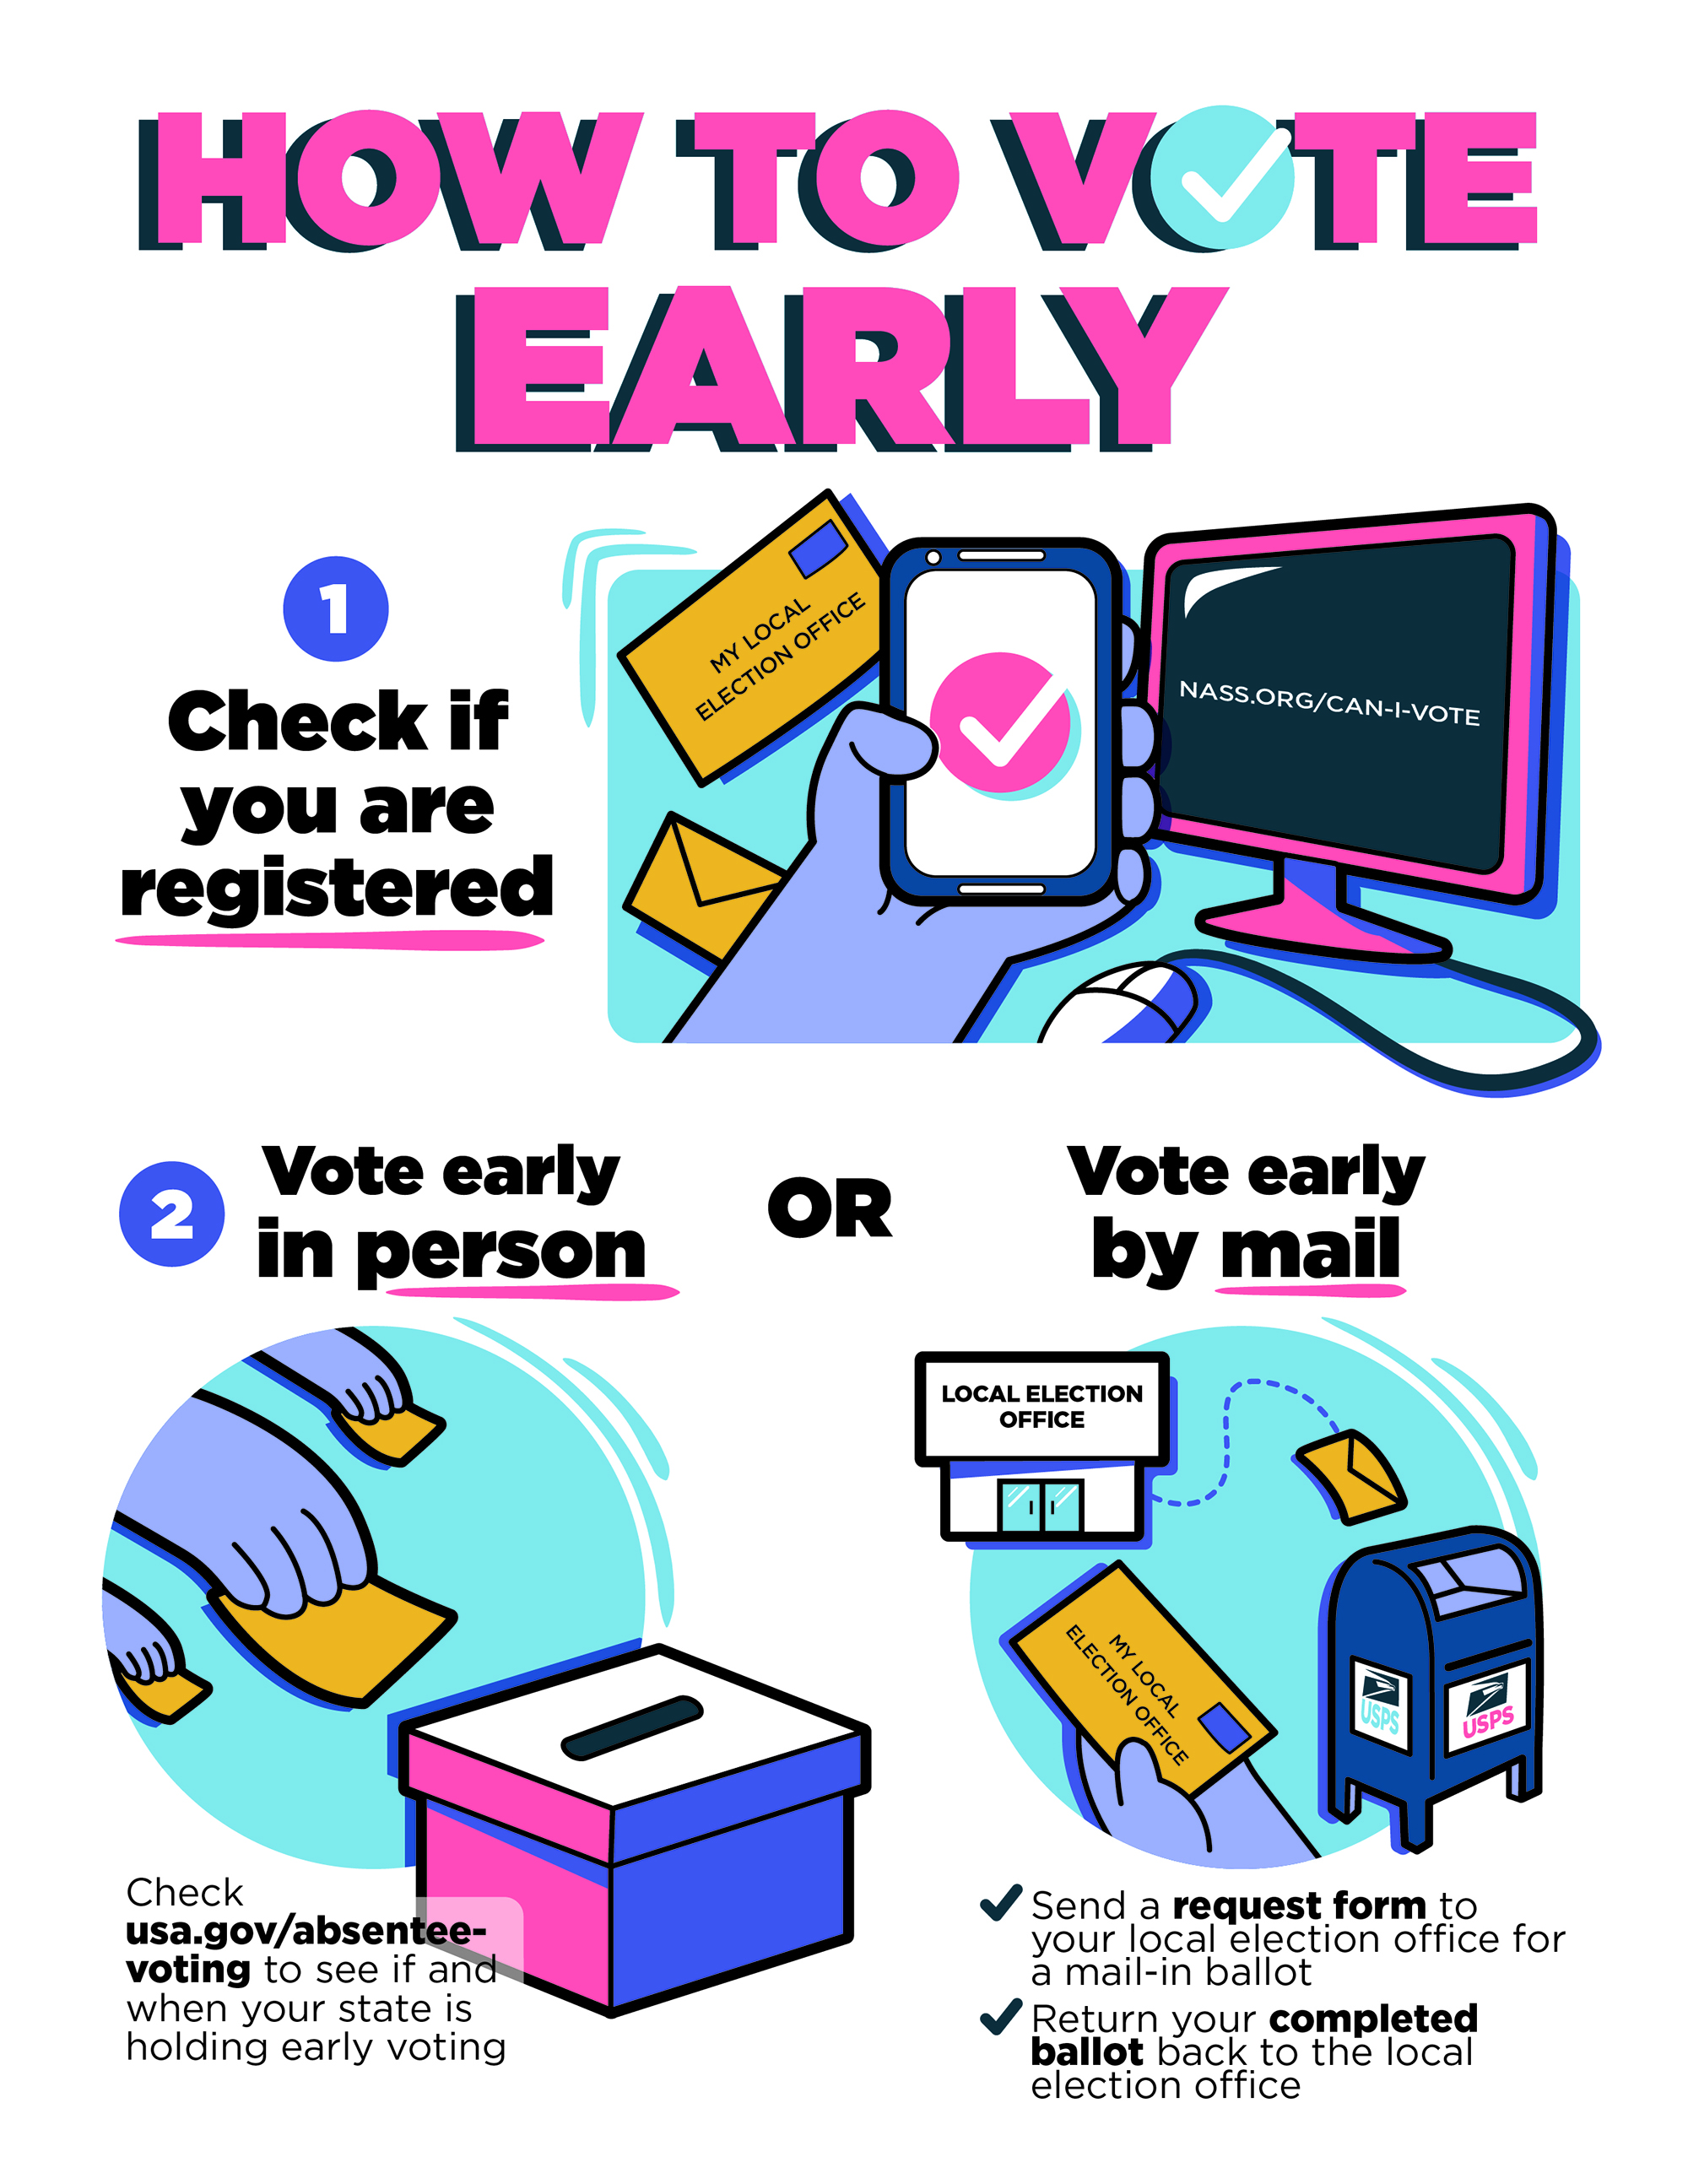 HOW TO VOTE
EARLY
1
Check if
you are
registered
MY LOCAL
ELECTION OFFICE
NASS.ORG/CAN-I-VOTE
2
Vote early
in person
OR
Vote early
by mail
LOCAL ELECTION
OFFICE
MY LOCAL
ELECTION OFFICE
USPS
USPS
Check
usa.gov/absentee-
voting to see if and
when your state is
holding early voting
Send a request form to
your local election office for
a mail-in ballot
Return your completed
ballot back to the local
election office